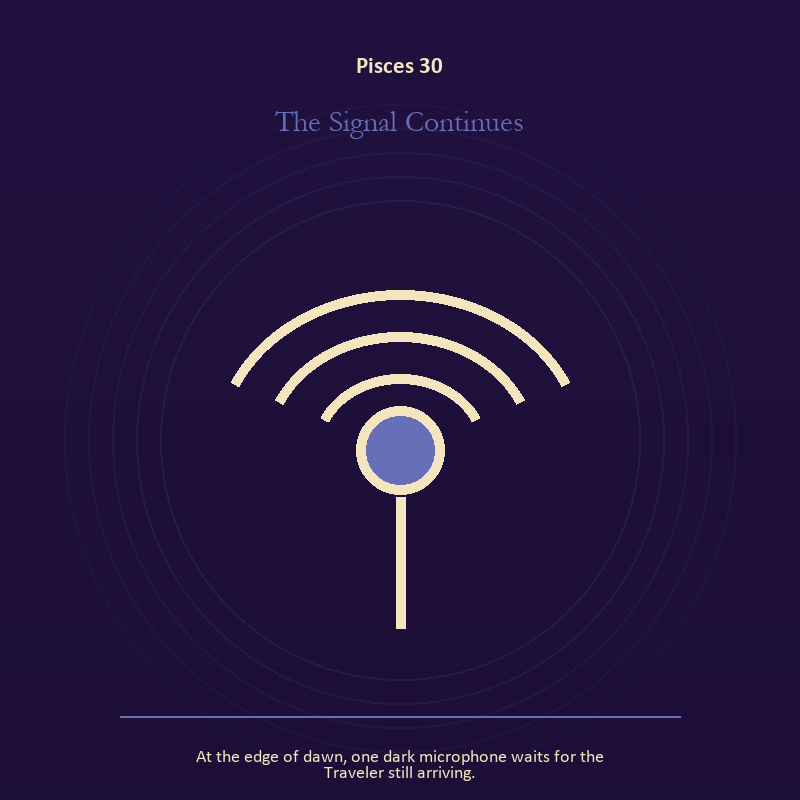 Pisces 30
The Signal Continues
At the edge of dawn, one dark microphone waits for the
Traveler still arriving.